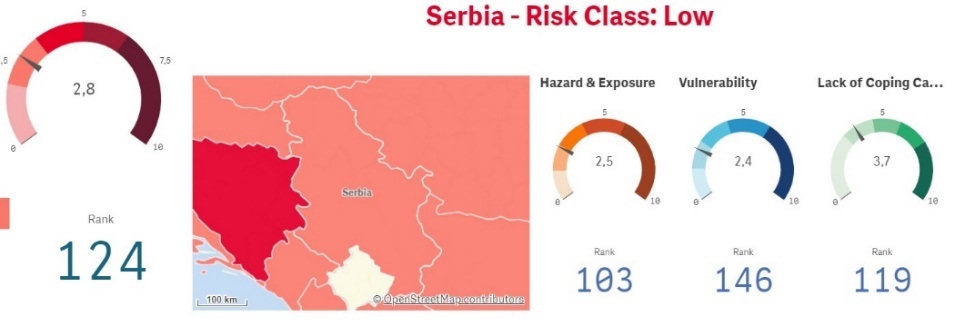 Serbia - Risk Class: Low
5
,5
7,5
2,8
0
10
Rank
124
Serbia
100 km
© OpenStreetMap contributors
Hazard & Exposure
5
2,5
0
10
Rank
103
Vulnerability
5
2,4
0
10
Rank
146
Lack of Coping Ca...
5
3,7
0
10
Rank
119